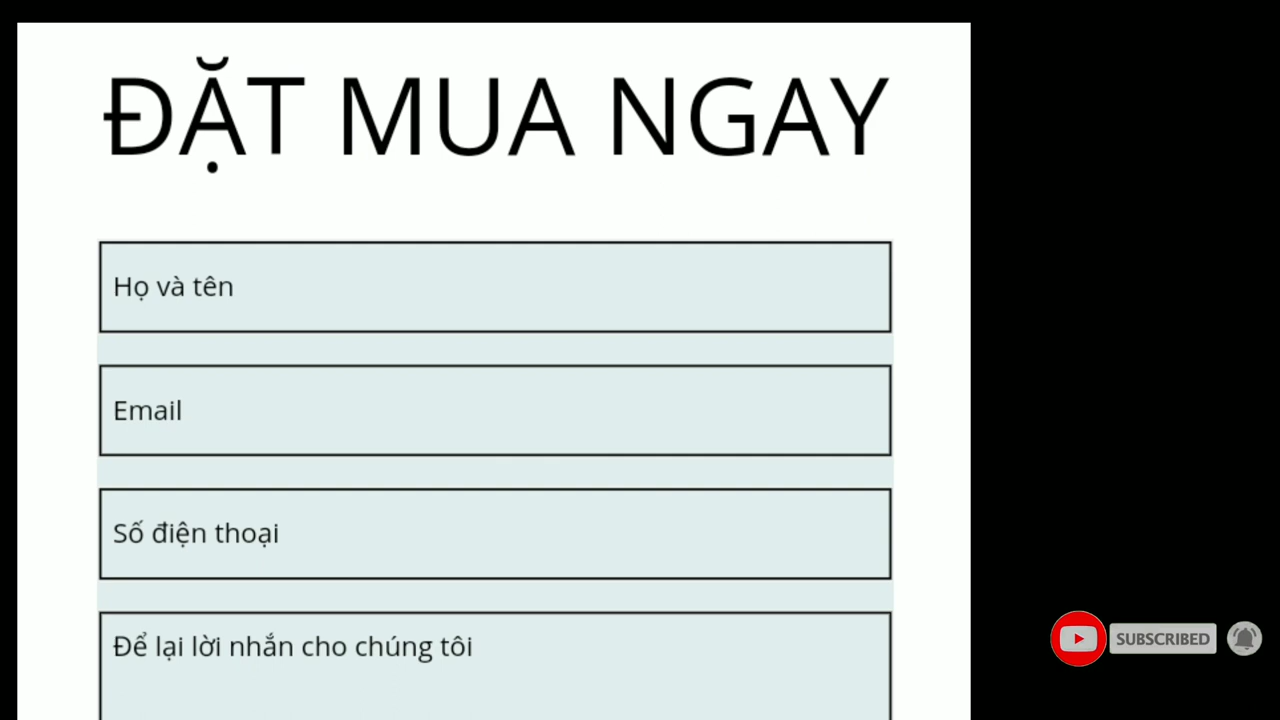 ĐẶT MUA NGAY
Họ và tên
Email
Số điện thoại
Để lại lời nhắn cho chúng tôi
SUBSCRIBED